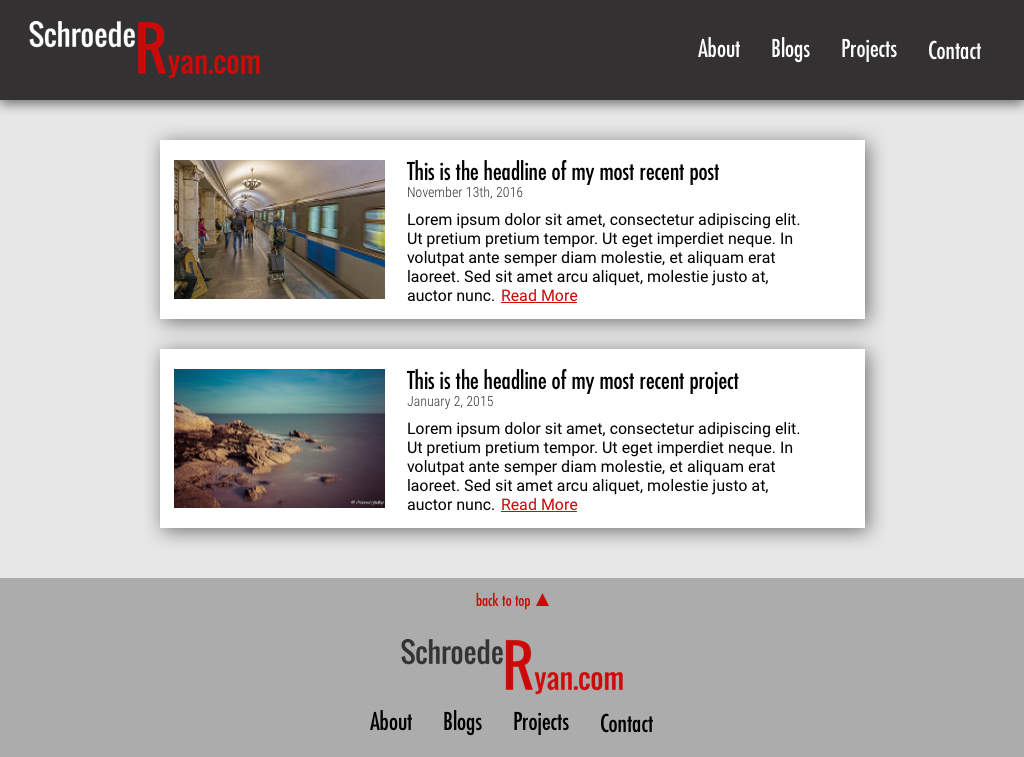 SchroedeRyan.com
About Blogs Projects Contact
This is the headline of my most recent post
November 13th, 2016
Lorem ipsum dolor sit amet, consectetur adipiscing elit.
Ut pretium pretium tempor. Ut eget imperdiet neque. In
volutpat ante semper diam molestie, et aliquam erat
laoreet. Sed sit amet arcu aliquet, molestie justo at,
auctor nunc. Read More
This is the headline of my most recent project
January 2, 2015
Lorem ipsum dolor sit amet, consectetur adipiscing elit.
Ut pretium pretium tempor. Ut eget imperdiet neque. In
volutpat ante semper diam molestie, et aliquam erat
laoreet. Sed sit amet arcu aliquet, molestie justo at,
auctor nunc. Read More
back to top ▲
SchroedeRyan.com
About Blogs Projects Contact